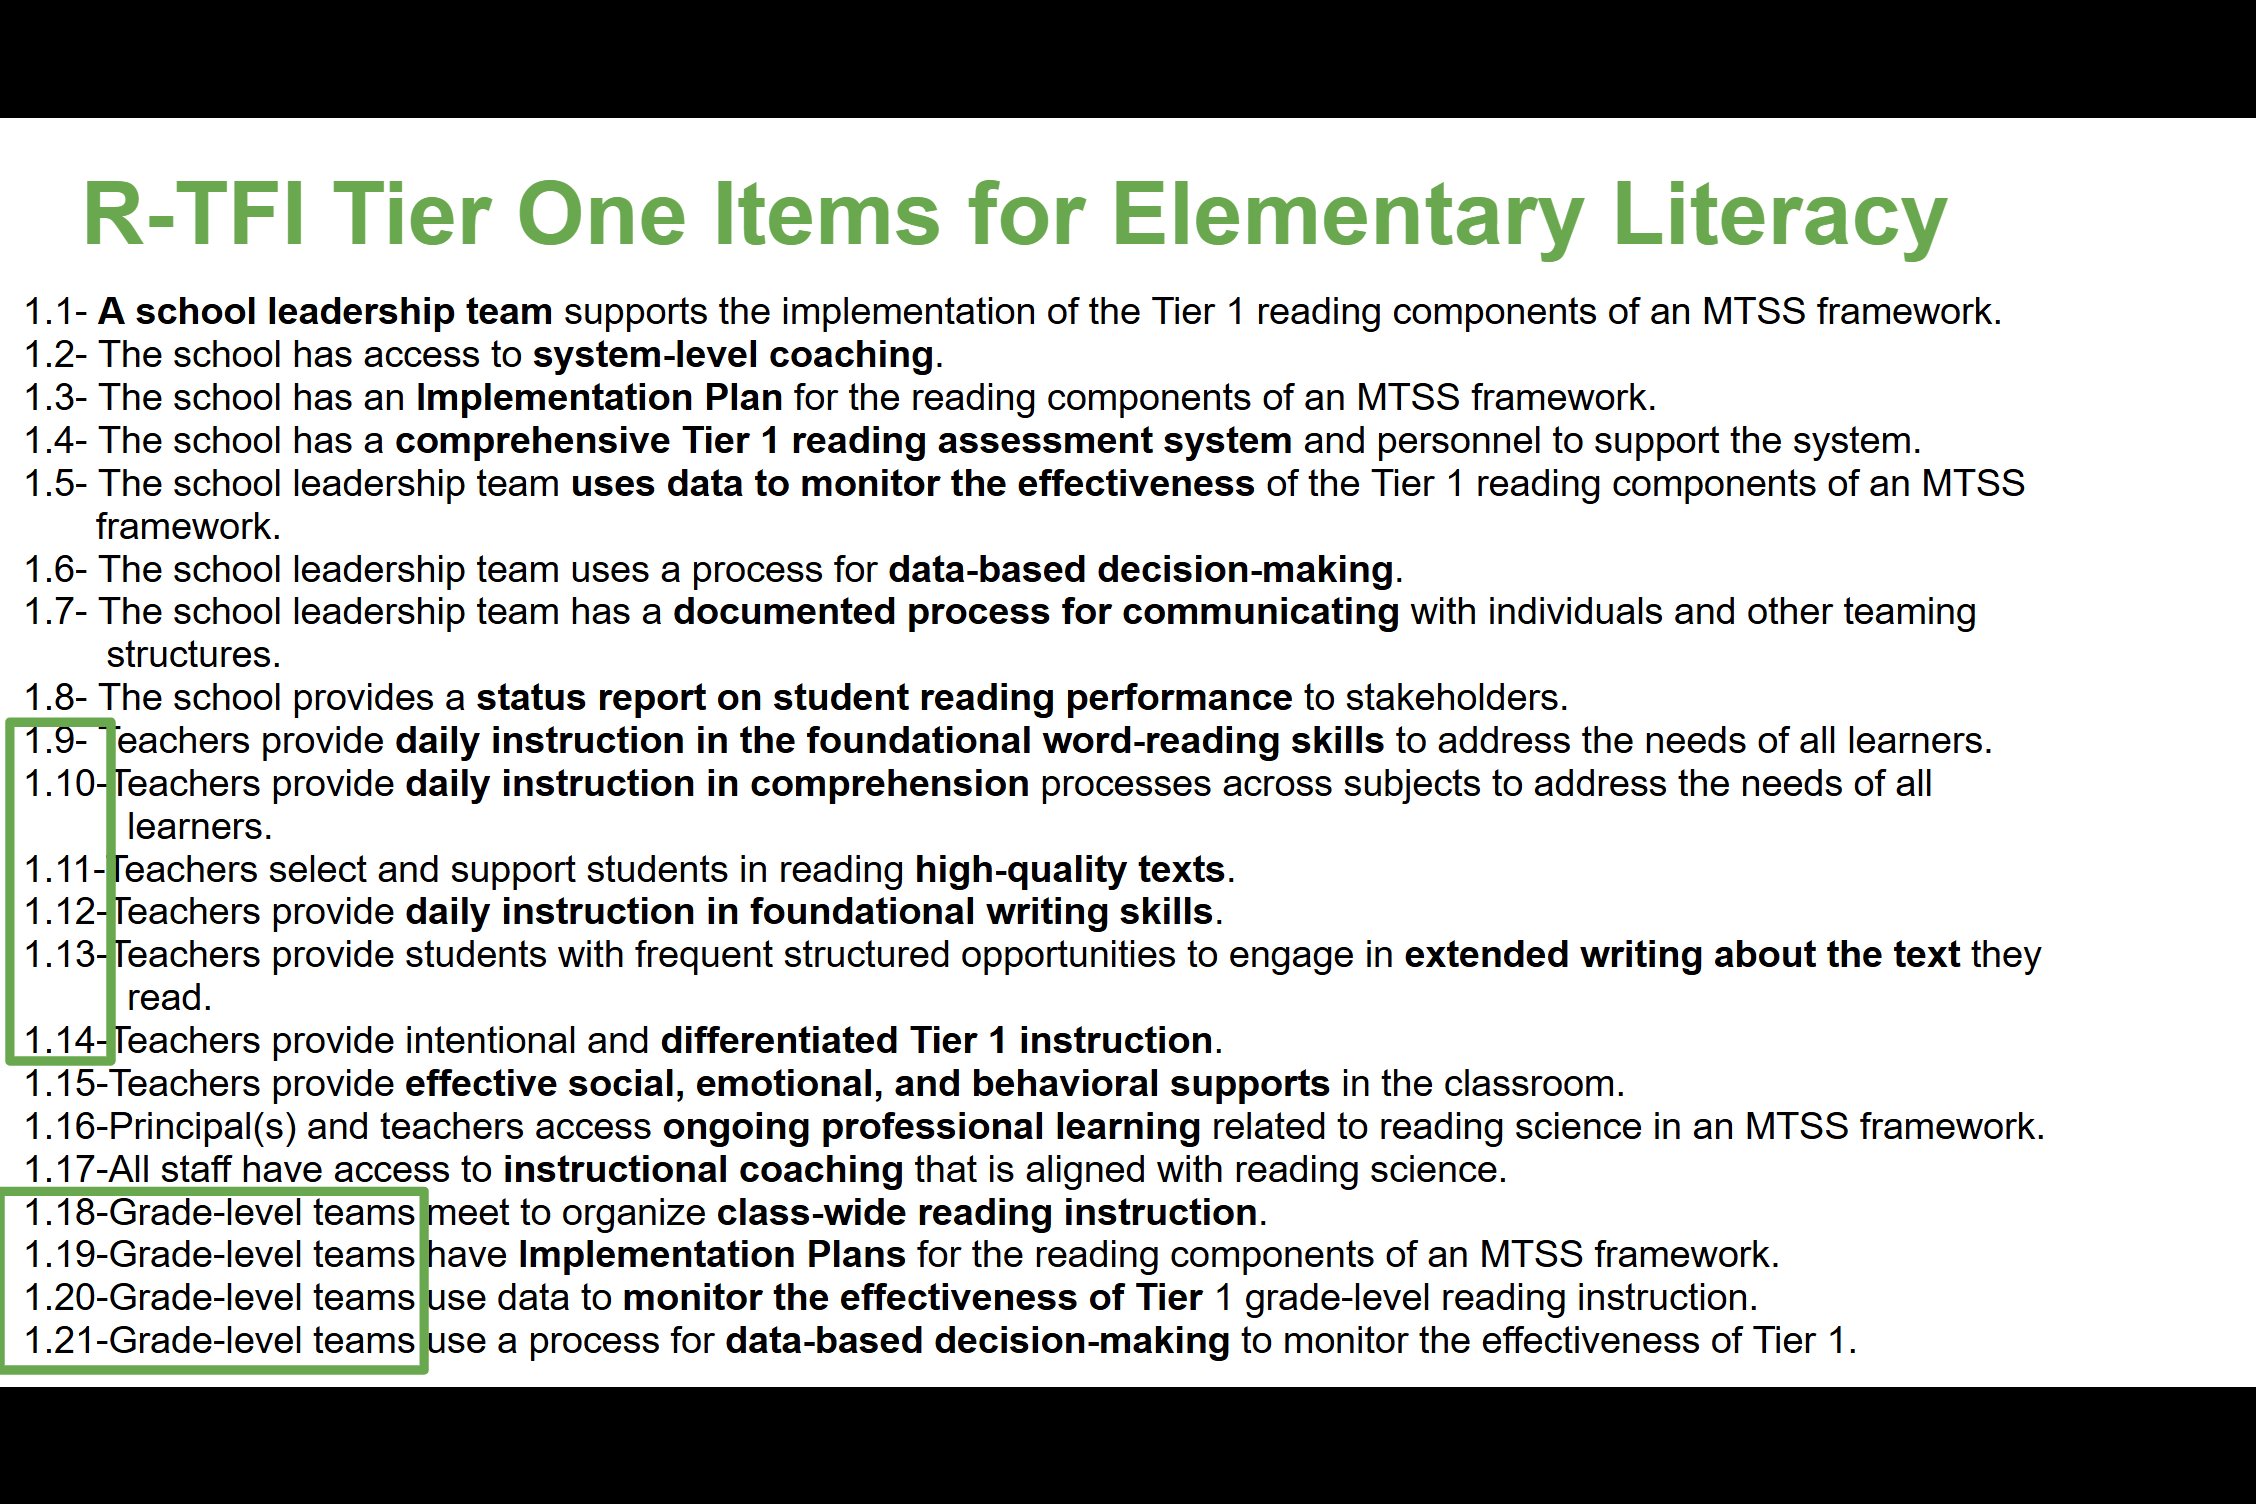 R-TFI Tier One Items for Elementary Literacy
1.1- A school leadership team supports the implementation of the Tier 1 reading components of an MTSS framework.
1.2- The school has access to system-level coaching.
1.3- The school has an Implementation Plan for the reading components of an MTSS framework.
1.4- The school has a comprehensive Tier 1 reading assessment system and personnel to support the system.
1.5- The school leadership team uses data to monitor the effectiveness of the Tier 1 reading components of an MTSS
framework.
1.6- The school leadership team uses a process for data-based decision-making.
1.7- The school leadership team has a documented process for communicating with individuals and other teaming
structures.
1.8- The school provides a status report on student reading performance to stakeholders.
1.9- Teachers provide daily instruction in the foundational word-reading skills to address the needs of all learners.
1.10-Teachers provide daily instruction in comprehension processes across subjects to address the needs of all
learners.
1.11-Teachers select and support students in reading high-quality texts.
1.12-Teachers provide daily instruction in foundational writing skills.
1.13-Teachers provide students with frequent structured opportunities to engage in extended writing about the text they
read.
1.14-Teachers provide intentional and differentiated Tier 1 instruction.
1.15-Teachers provide effective social, emotional, and behavioral supports in the classroom.
1.16-Principal(s) and teachers access ongoing professional learning related to reading science in an MTSS framework.
1.17-All staff have access to instructional coaching that is aligned with reading science.
1.18-Grade-level teams meet to organize class-wide reading instruction.
1.19-Grade-level teams have Implementation Plans for the reading components of an MTSS framework.
1.20-Grade-level teams use data to monitor the effectiveness of Tier 1 grade-level reading instruction.
1.21-Grade-level teams use a process for data-based decision-making to monitor the effectiveness of Tier 1.